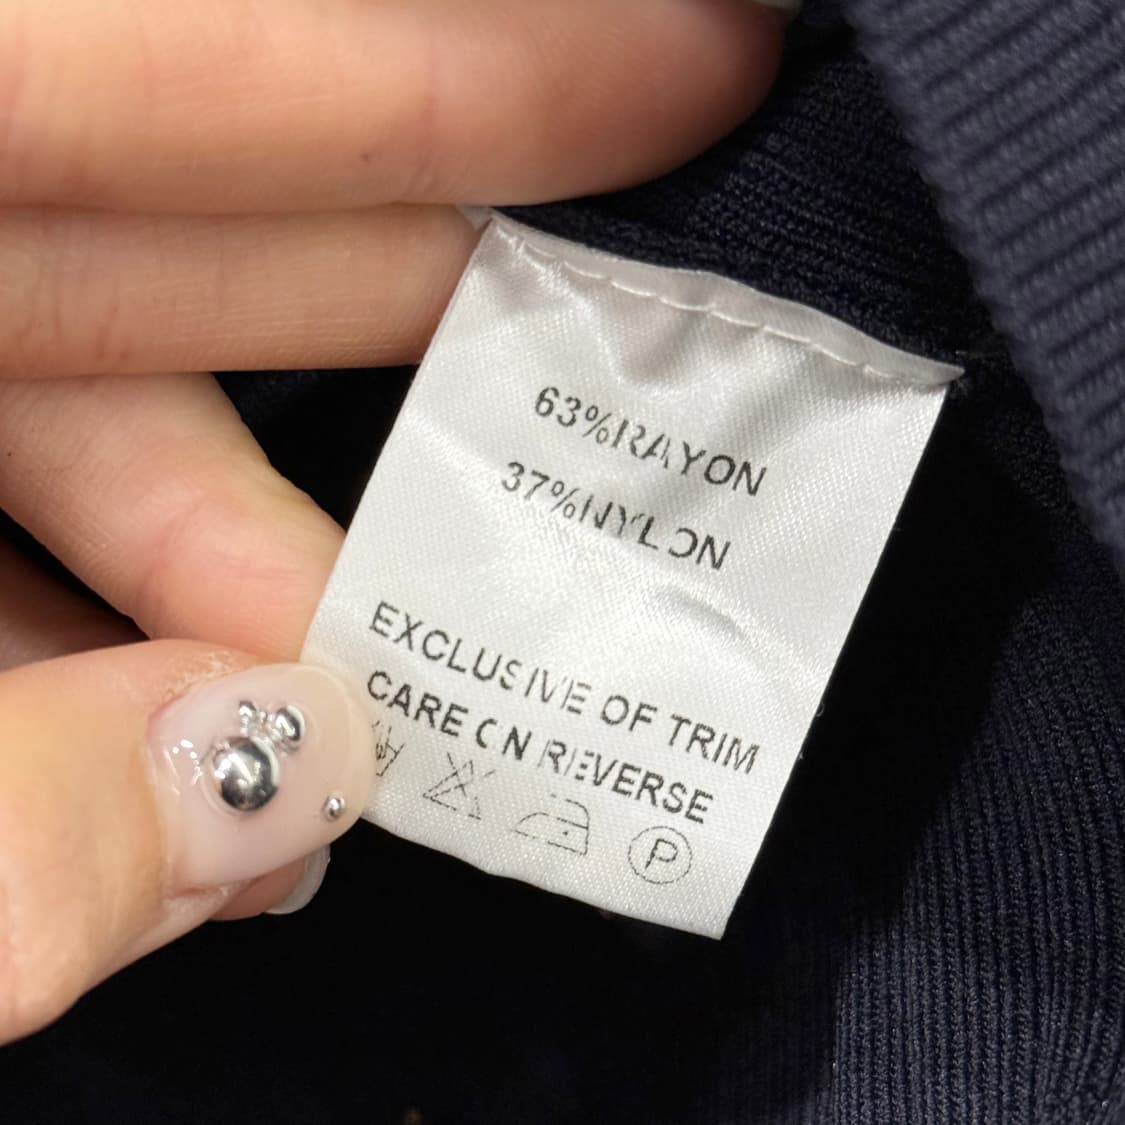 63%RAYON
37%NYLON
EXCLUSIVE OF TRIM
CARE ON REVERSE
P